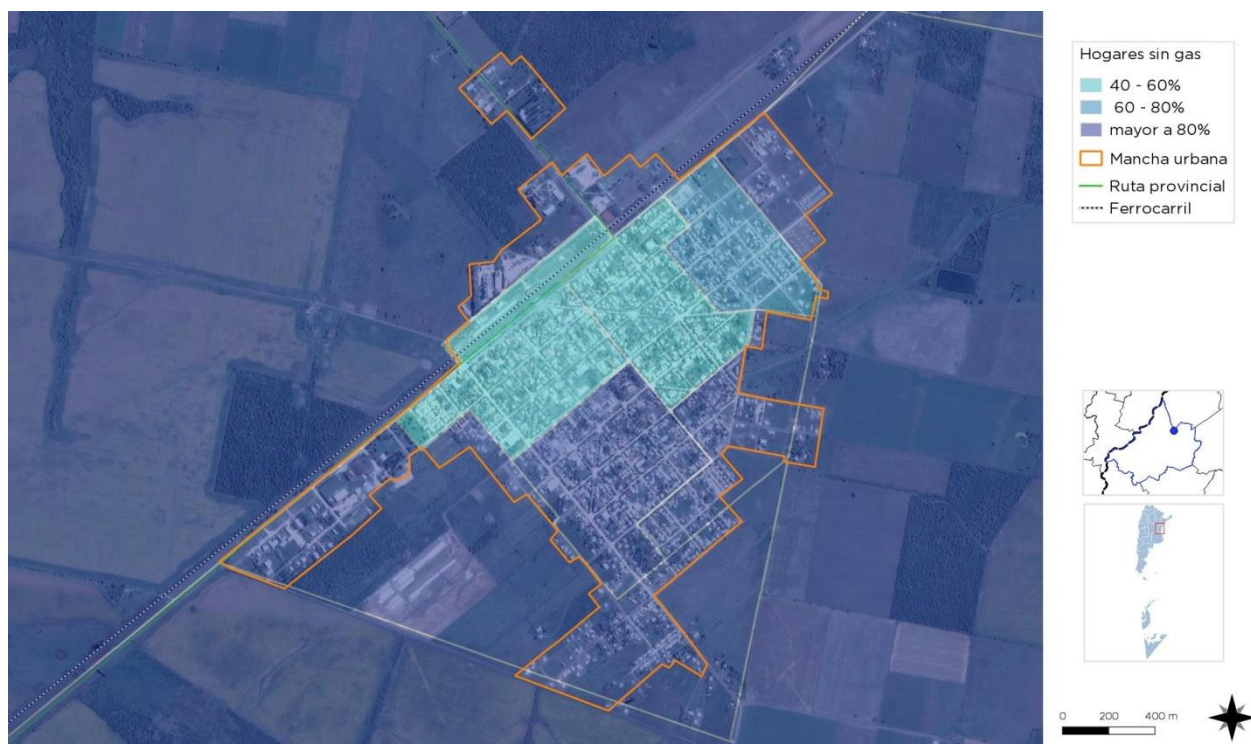 Hogares sin gas
40 - 60%
60 - 80%
mayor a 80%
Mancha urbana
Ruta provincial
Ferrocarril
0 200 400 m